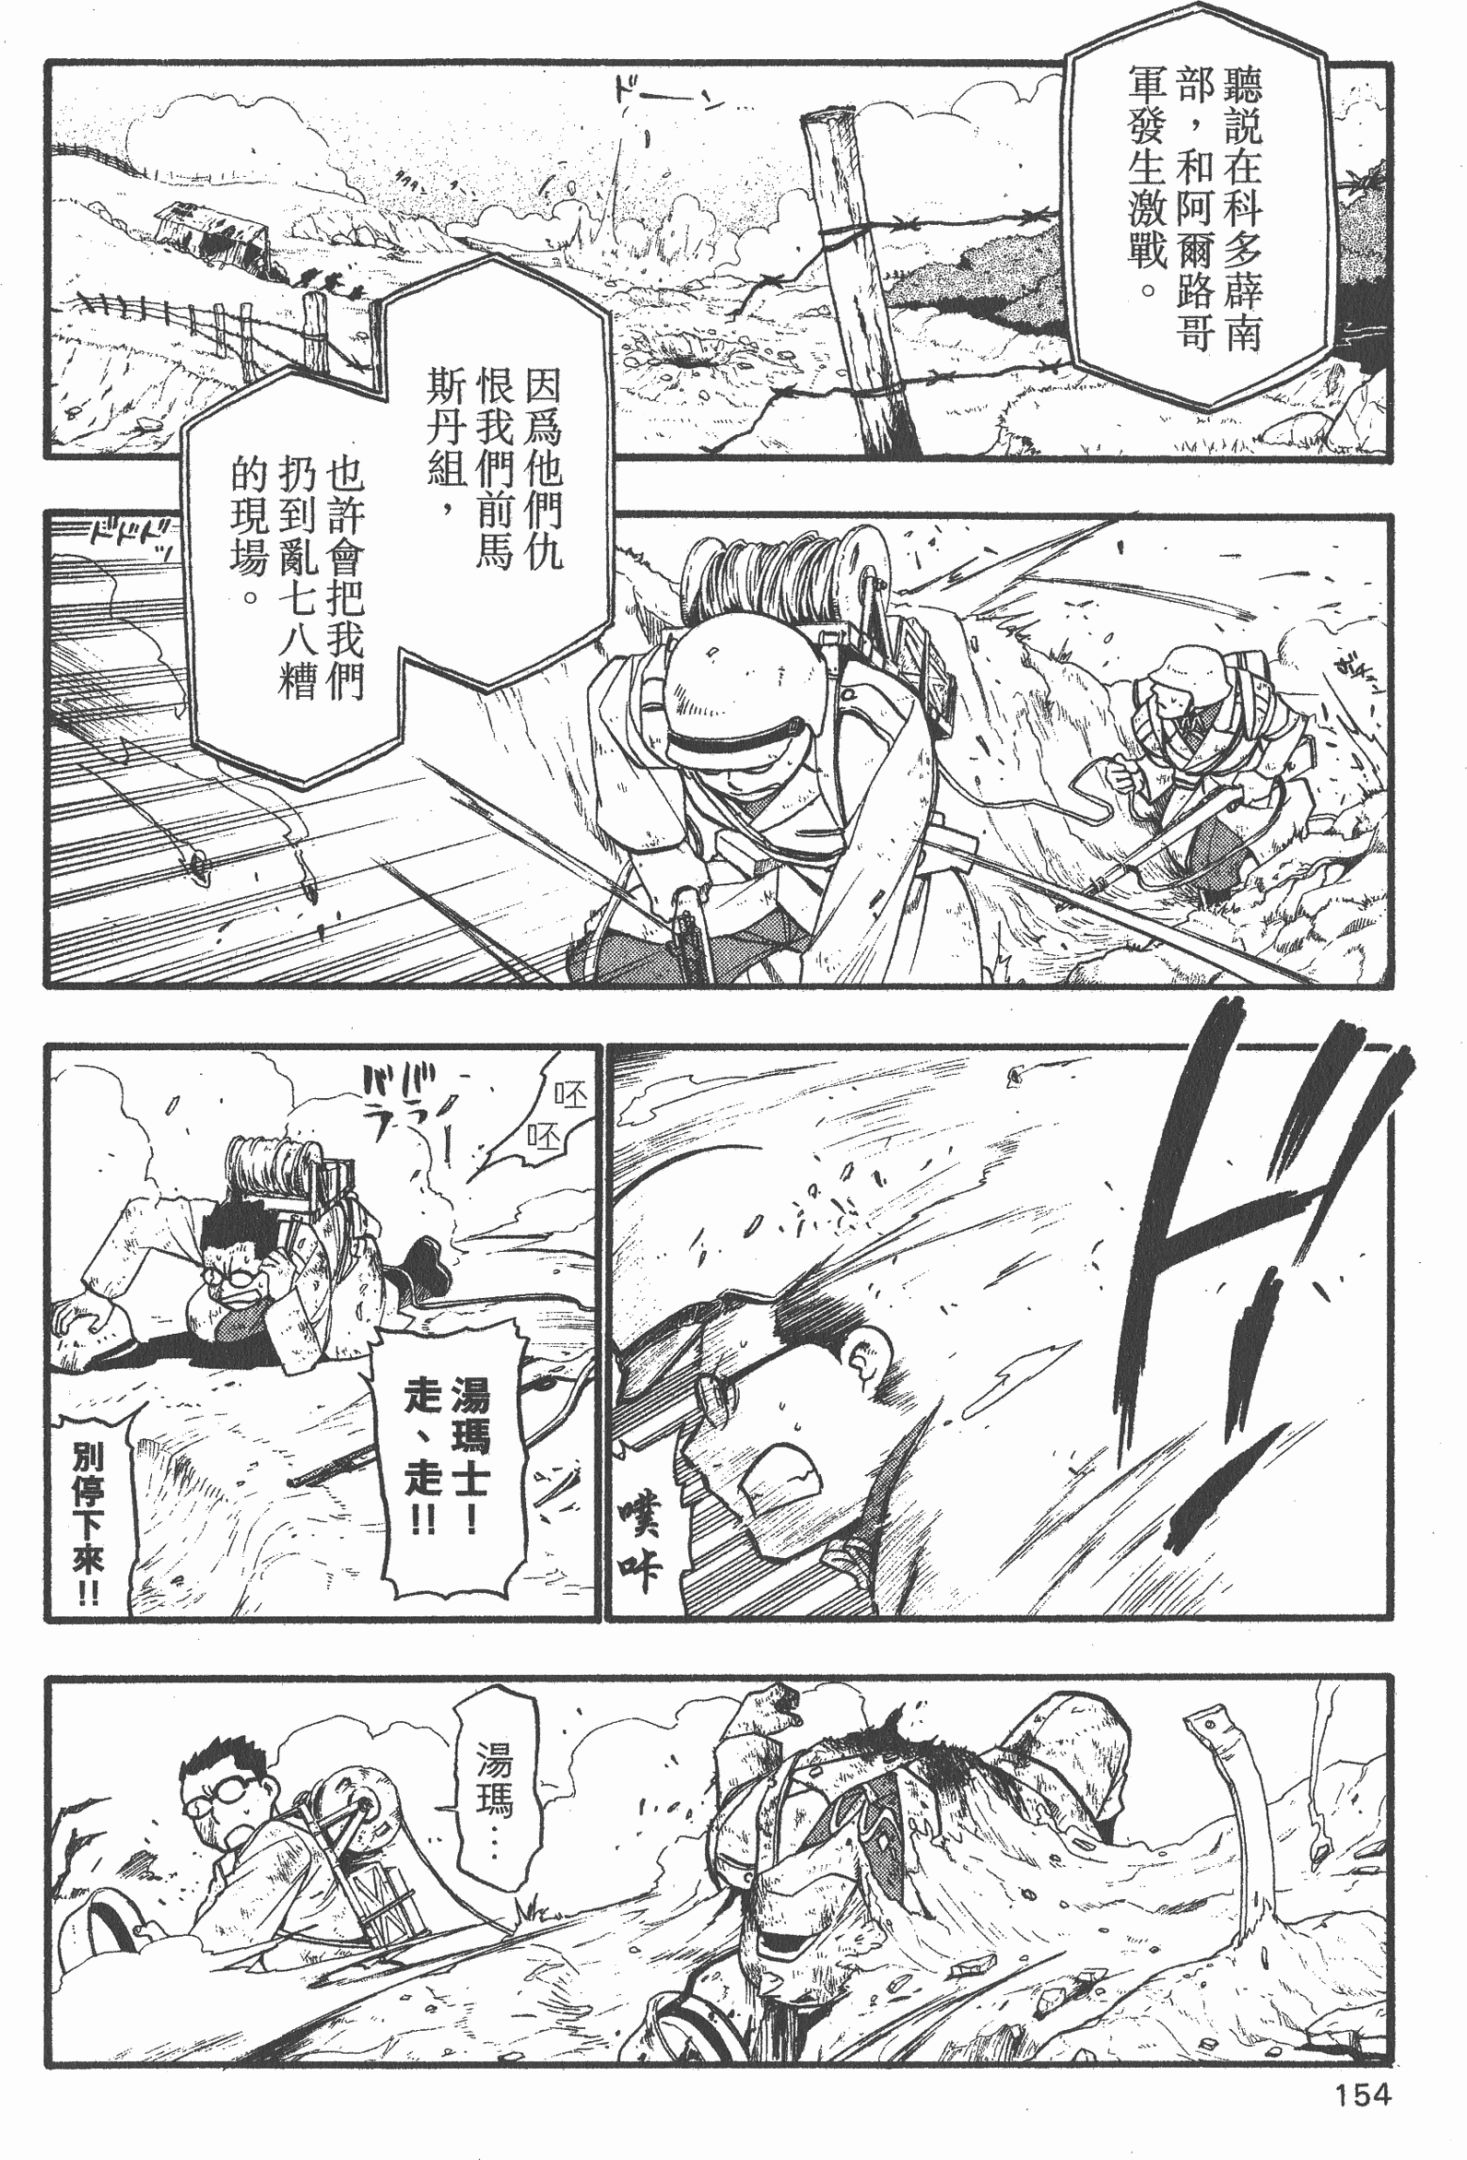 聽説在科多薜南
部，和阿爾路哥
軍發生激戰。
ドーン…
因爲他們仇
恨我們前馬
斯丹組，
也許會把我們
扔到亂七八糟
的現場。
ドドドド
噗咔
呸
呸
バラ
バラ
湯瑪士！
走、走!!
別停下來!!
湯瑪…
154